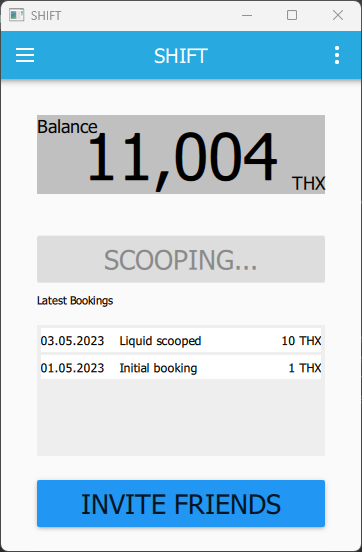 SHIFT
SHIFT
Balance
11,004
THX
SCOOPING...
Latest Bookings
03.05.2023 Liquid scooped 10 THX
01.05.2023 Initial booking 1 THX
INVITE FRIENDS